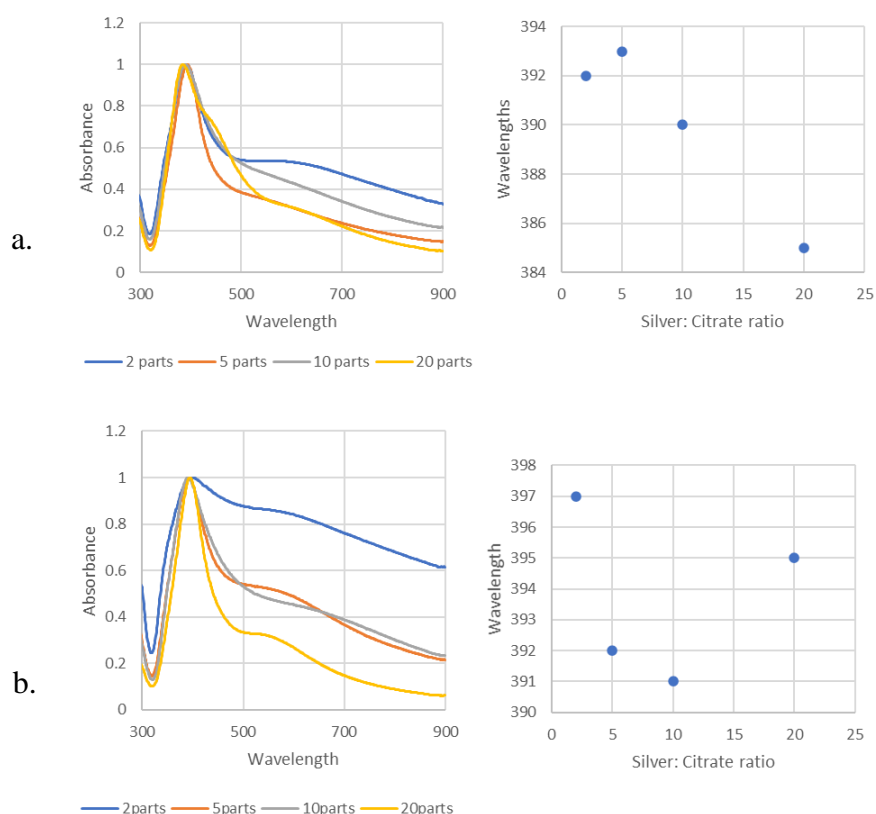 a.
1.2
1
0.8
0.6
0.4
0.2
0
Absorbance
300 500 700 900
Wavelength
2 parts 5 parts 10 parts 20 parts
394
392
390
388
386
384
Wavelengths
0 5 10 15 20 25
Silver: Citrate ratio
b.
1.2
1
0.8
0.6
0.4
0.2
0
Absorbance
300 500 700 900
Wavelength
2parts 5parts 10parts 20parts
398
397
396
395
394
393
392
391
390
Wavelength
0 5 10 15 20 25
Silver: Citrate ratio